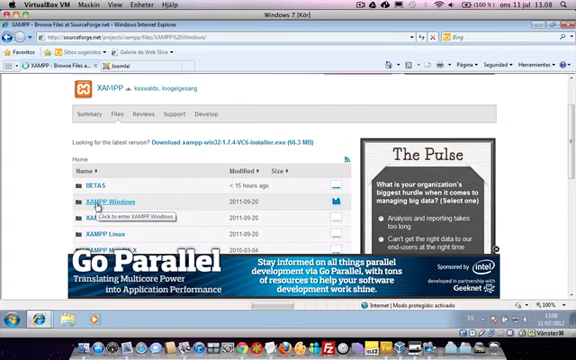 VirtualBox VM Maskin View Enheter Hjälp
(100 %) ons 11 jul 13.08
Windows 7 [Kör]
XAMPP - Browse Files at SourceForge.net - Windows Internet Explorer
http://sourceforge.net/projects/xampp/files/XAMPP%20Windows/
Bing
Favoritos Sitios sugeridos Galería de Web Slice
XAMPP - Browse Files at S... Joomla!
Página Seguridad Herramientas
XAMPP koswalds, lnogelgesang
Summary Files Reviews Support Develop
Looking for the latest version? Download xampp-win32-1.7.4-VC6-installer.exe (66.3 MB)
Home
Name Modified Size
BETAS < 15 hours ago
XAMPP Windows 2011-09-20
Click to enter XAMPP Windows
2011-09-20
XAMPP Linux 2011-09-20
2010-03-04
The Pulse
What is your organization's
biggest hurdle when it comes to
managing big data? (Select one)
Analysis and reporting takes
too long
Can't get the right data to our
end-users at the right time
Go Parallel
Translating Multicore Power
into Application Performance
Stay informed on all things parallel
development via Go Parallel, with tons
of resources to help your software
development work shine.
Sponsored by
intel
developed in partnership with
Geeknet
Internet | Modo protegido: activado 100%
ES 13:08
11/07/2012